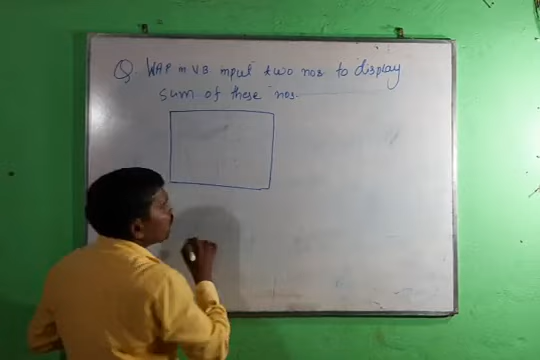 Q. WAP in VB input two nos to display
sum of these nos.